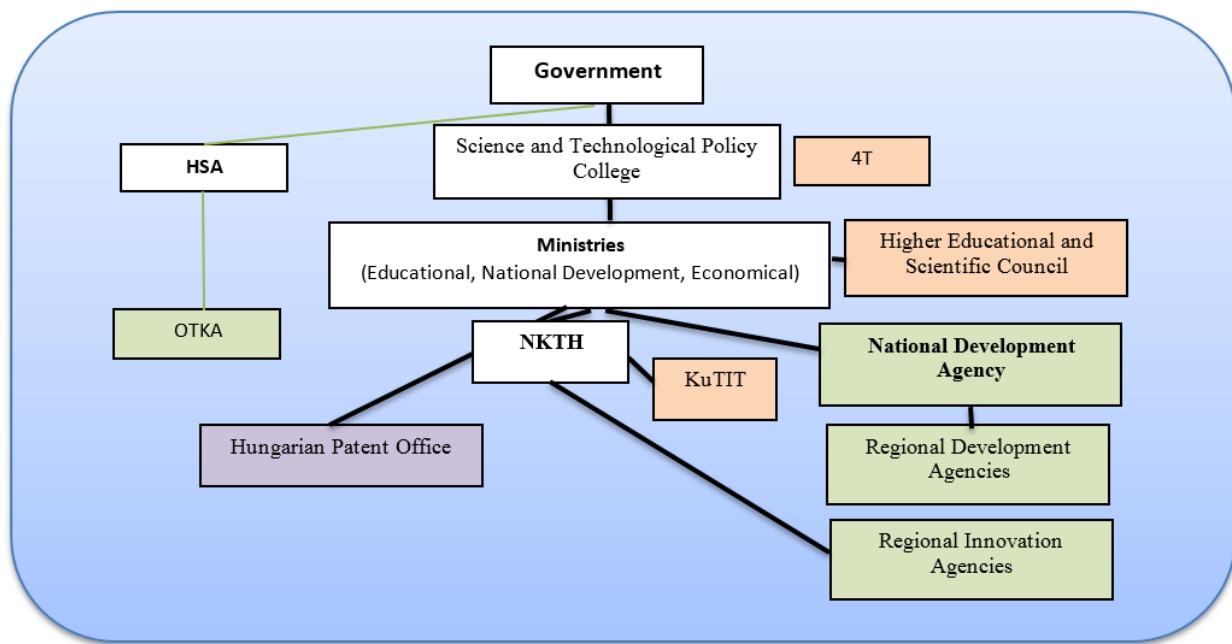 Government
HSA
Science and Technological Policy
College
4T
Ministries
(Educational, National Development, Economical)
Higher Educational and
Scientific Council
OTKA
NKTH
KuTIT
National Development
Agency
Hungarian Patent Office
Regional Development
Agencies
Regional Innovation
Agencies